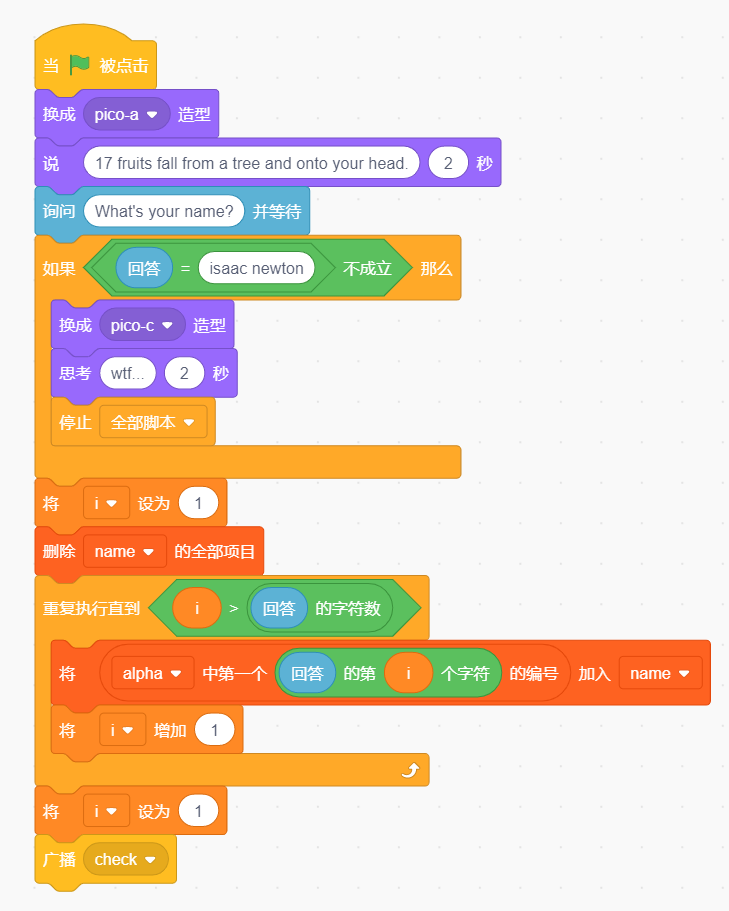 当 被点击
换成 pico-a 造型
说 17 fruits fall from a tree and onto your head. 2 秒
询问 What's your name? 并等待
如果 回答 = isaac newton 不成立 那么
换成 pico-c 造型
思考 wtf... 2 秒
停止 全部脚本
将 i 设为 1
删除 name 的全部项目
重复执行直到 i > 回答 的字符数
将 alpha 中第一个 回答 的第 i 个字符 的编号 加入 name
将 i 增加 1
将 i 设为 1
广播 check